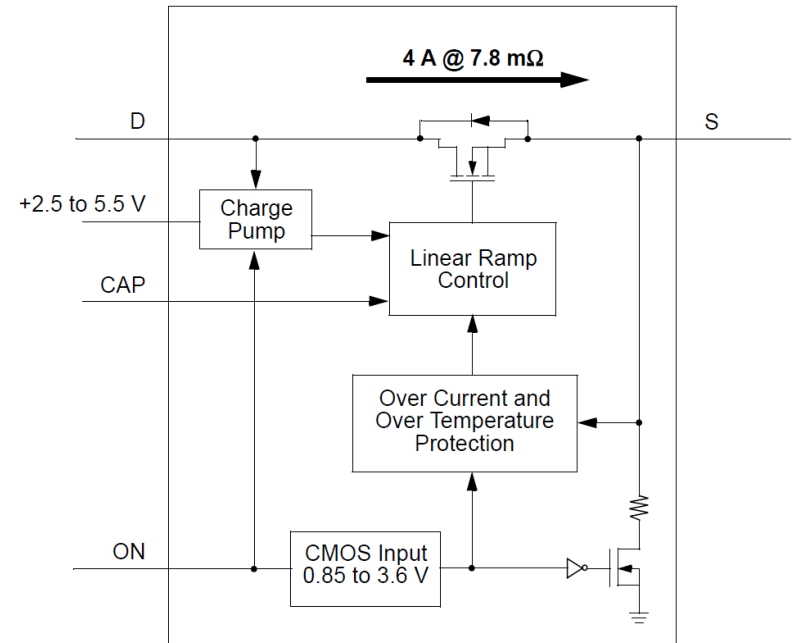 4 A @ 7.8 mΩ
D
S
+2.5 to 5.5 V
Charge
Pump
Linear Ramp
Control
CAP
Over Current and
Over Temperature
Protection
ON
CMOS Input
0.85 to 3.6 V